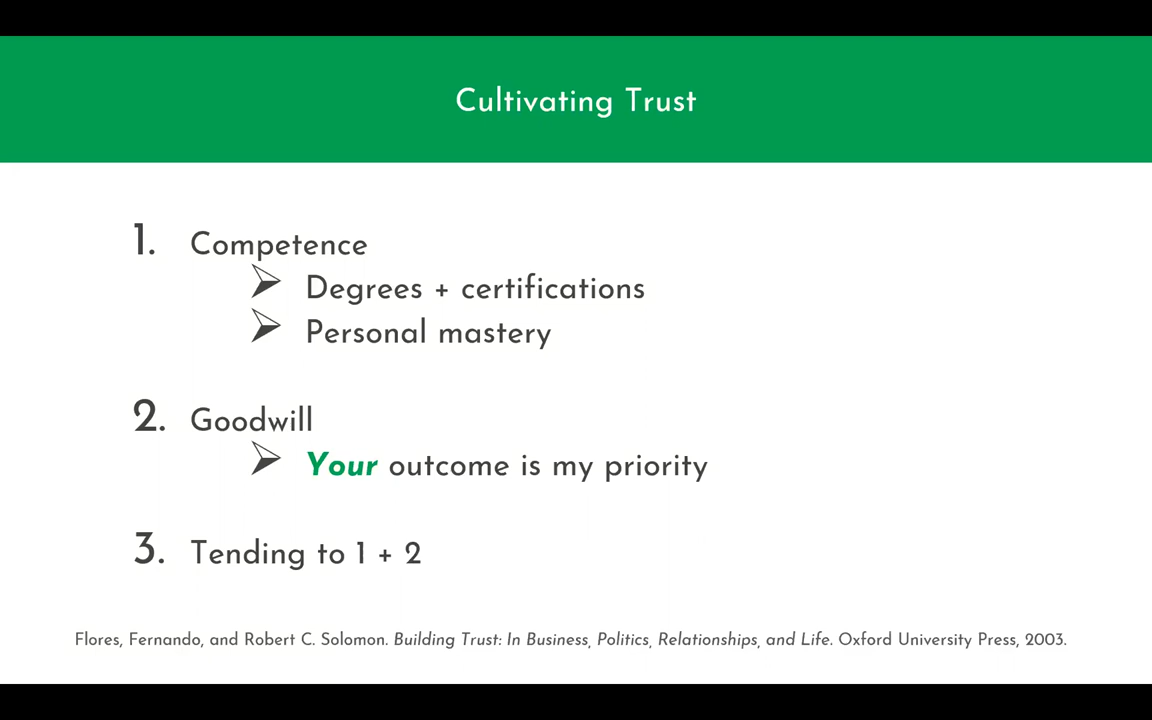 Cultivating Trust
1. Competence
➢ Degrees + certifications
➢ Personal mastery
2. Goodwill
➢ Your outcome is my priority
3. Tending to 1 + 2
Flores, Fernando, and Robert C. Solomon. Building Trust: In Business, Politics, Relationships, and Life. Oxford University Press, 2003.